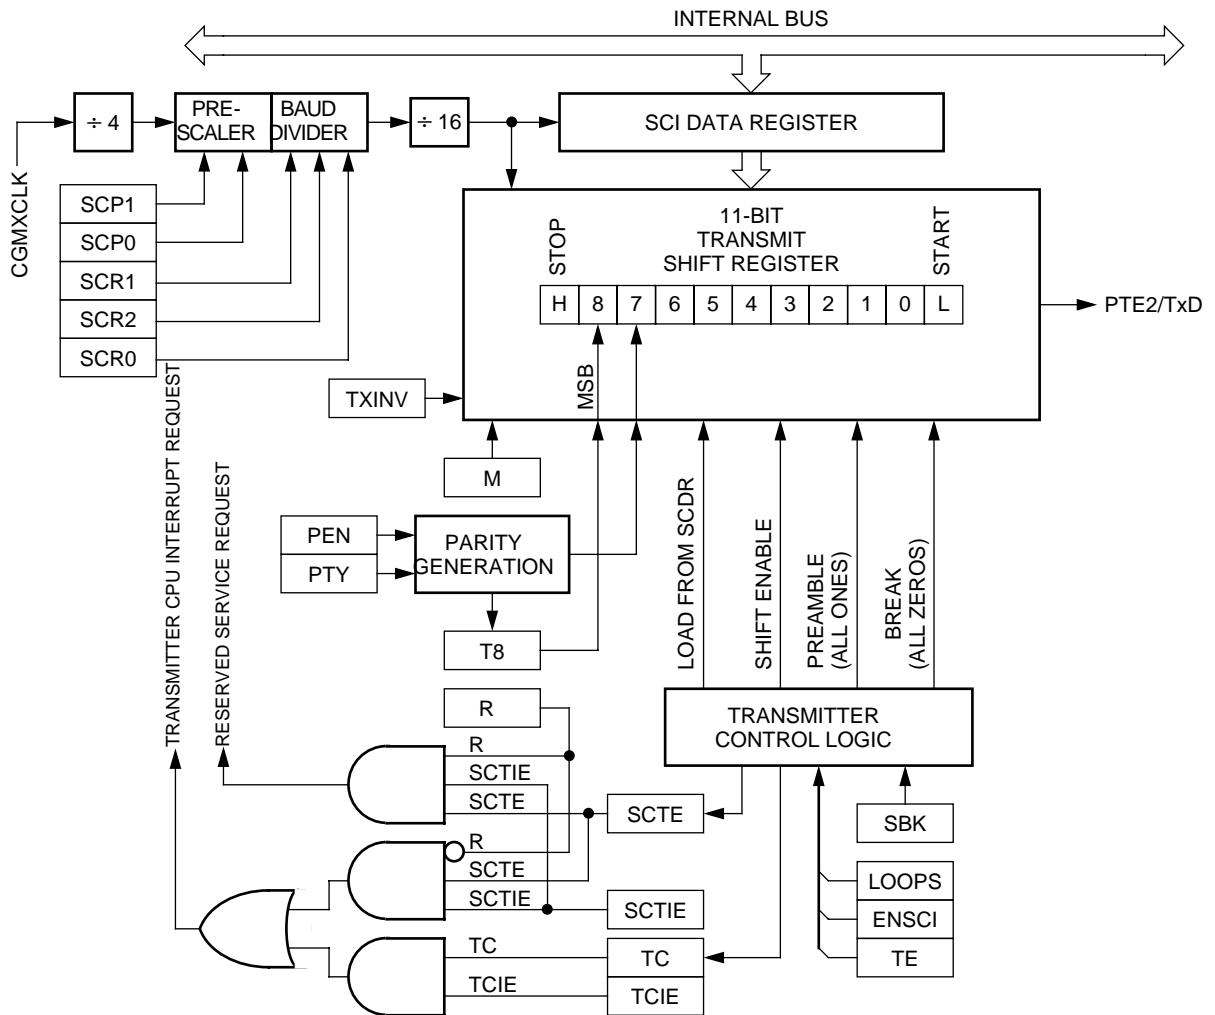 INTERNAL BUS
÷ 4
PRE-
SCALER
BAUD
DIVIDER
÷ 16
SCI DATA REGISTER
CGMXCLK
SCP1
SCP0
SCR1
SCR2
SCR0
11-BIT
TRANSMIT
SHIFT REGISTER
STOP
START
H 8 7 6 5 4 3 2 1 0 L
PTE2/TxD
TXINV
MSB
M
PEN
PTY
PARITY
GENERATION
T8
LOAD FROM SCDR
SHIFT ENABLE
PREAMBLE
(ALL ONES)
BREAK
(ALL ZEROS)
TRANSMITTER CPU INTERRUPT REQUEST
RESERVED SERVICE REQUEST
R
TRANSMITTER
CONTROL LOGIC
R
SCTIE
SCTE
SCTE
SBK
R
SCTE
SCTIE
SCTIE
LOOPS
ENSCI
TE
TC
TC
TCIE
TCIE